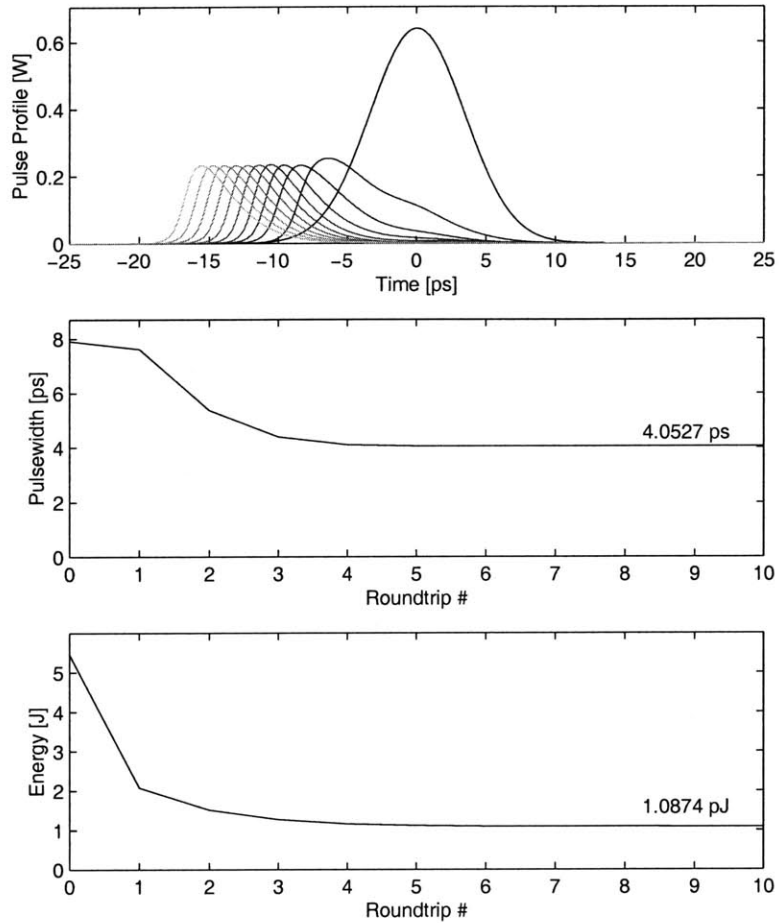 Pulse Profile [W]
0.6
0.4
0.2
0
−25 −20 −15 −10 −5 0 5 10 15 20 25
Time [ps]
Pulsewidth [ps]
8
6
4
2
0
4.0527 ps
0 1 2 3 4 5 6 7 8 9 10
Roundtrip #
Energy [J]
5
4
3
2
1
0
1.0874 pJ
0 1 2 3 4 5 6 7 8 9 10
Roundtrip #